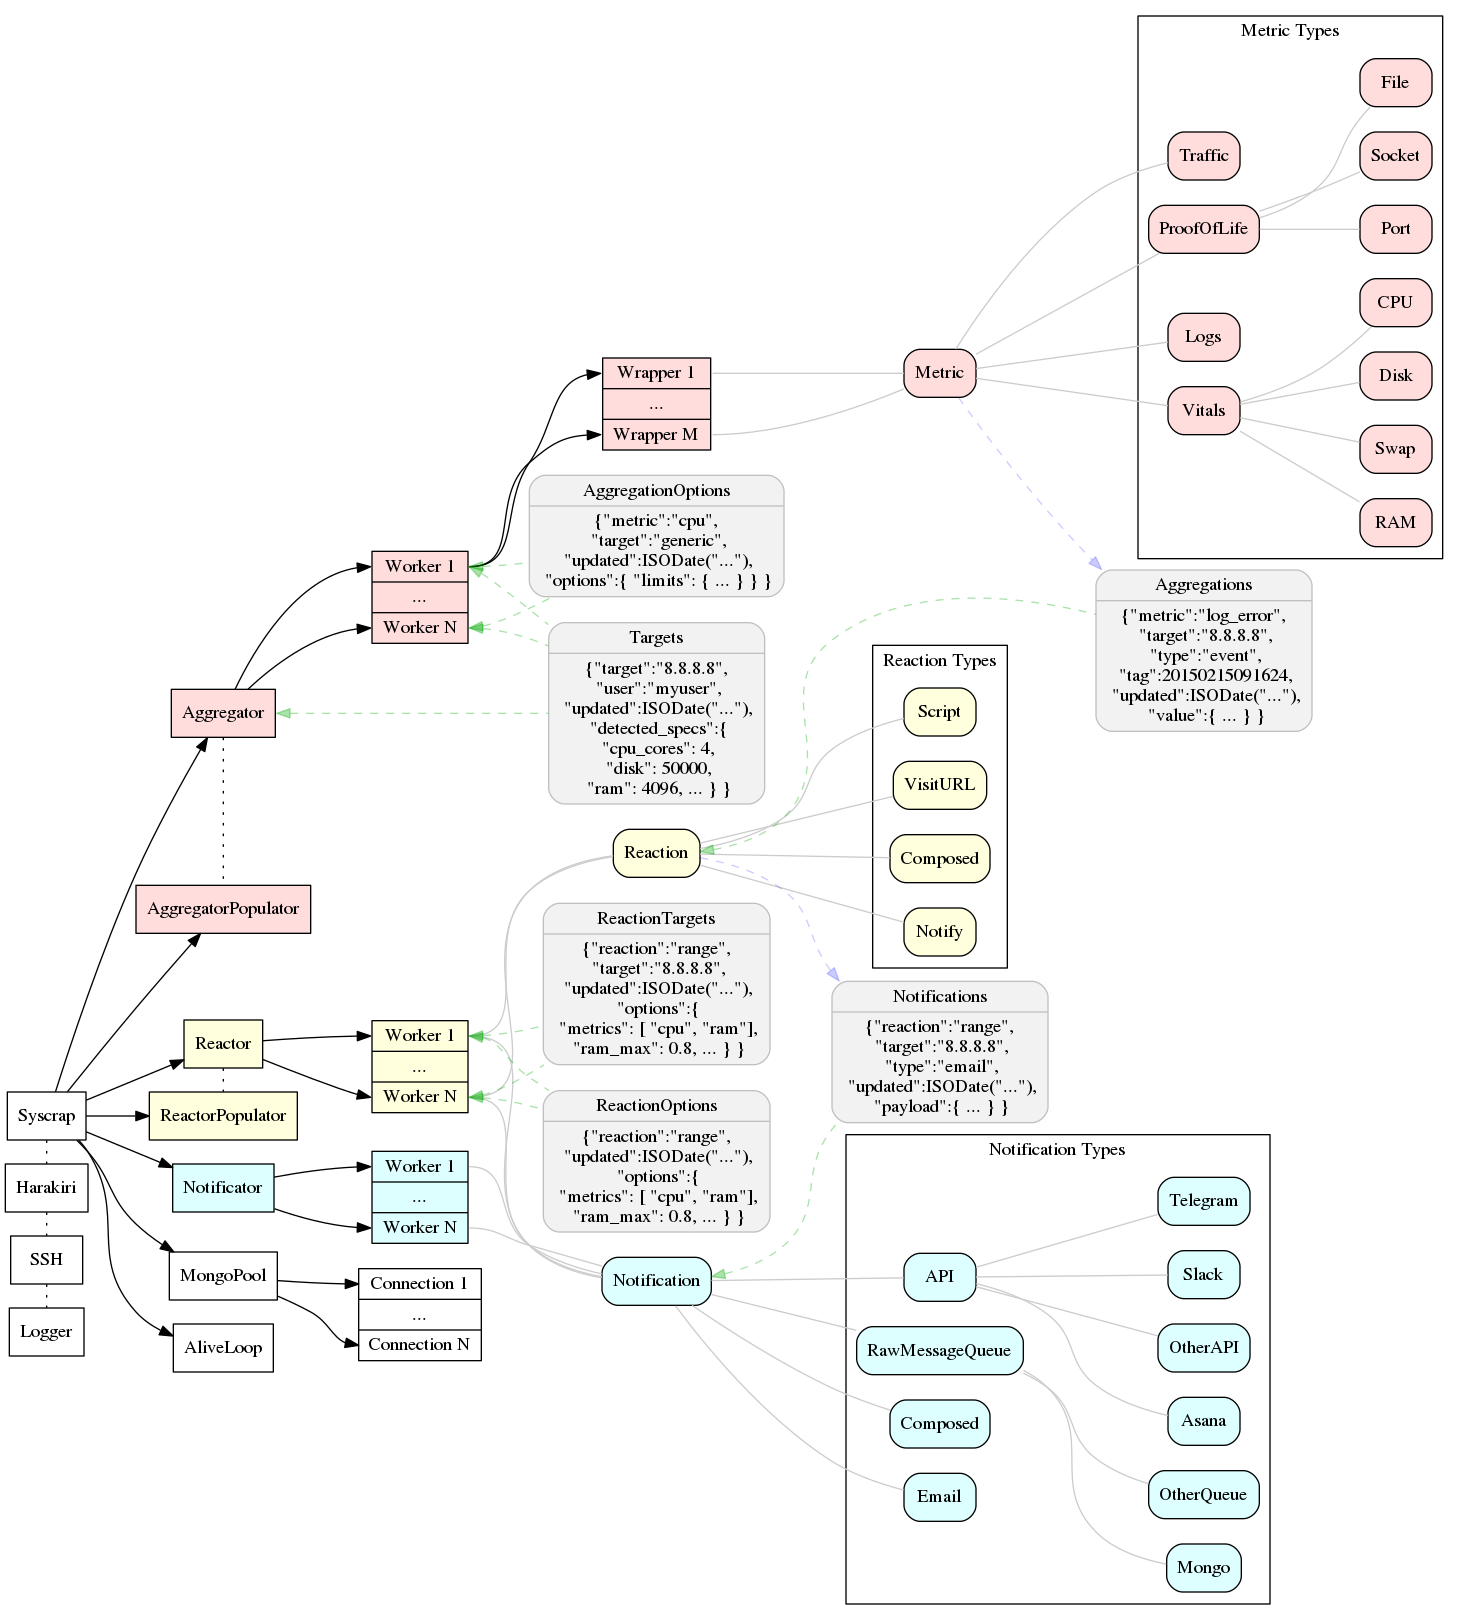 Metric Types
File
Traffic
Socket
ProofOfLife
Port
CPU
Logs
Disk
Vitals
Swap
RAM
Wrapper 1
...
Wrapper M
Metric
AggregationOptions
{"metric":"cpu",
"target":"generic",
"updated":ISODate("..."),
"options":{ "limits": { ... } } }
Worker 1
...
Worker N
Targets
{"target":"8.8.8.8",
"user":"myuser",
"updated":ISODate("..."),
"detected_specs":{
"cpu_cores": 4,
"disk": 50000,
"ram": 4096, ... } }
Aggregations
{"metric":"log_error",
"target":"8.8.8.8",
"type":"event",
"tag":20150215091624,
"updated":ISODate("..."),
"value":{ ... } }
Aggregator
AggregatorPopulator
Reaction Types
Script
VisitURL
Composed
Notify
Reaction
ReactionTargets
{"reaction":"range",
"target":"8.8.8.8",
"updated":ISODate("..."),
"options":{
"metrics": [ "cpu", "ram"],
"ram_max": 0.8, ... } }
Notifications
{"reaction":"range",
"target":"8.8.8.8",
"type":"email",
"updated":ISODate("..."),
"payload":{ ... } }
Reactor
Worker 1
...
Worker N
Syscrap
ReactorPopulator
ReactionOptions
{"reaction":"range",
"updated":ISODate("..."),
"options":{
"metrics": [ "cpu", "ram"],
"ram_max": 0.8, ... } }
Harakiri
Notificator
Worker 1
...
Worker N
SSH
MongoPool
Connection 1
...
Connection N
Logger
AliveLoop
Notification
Notification Types
Telegram
API
Slack
RawMessageQueue
OtherAPI
Composed
Asana
Email
OtherQueue
Mongo